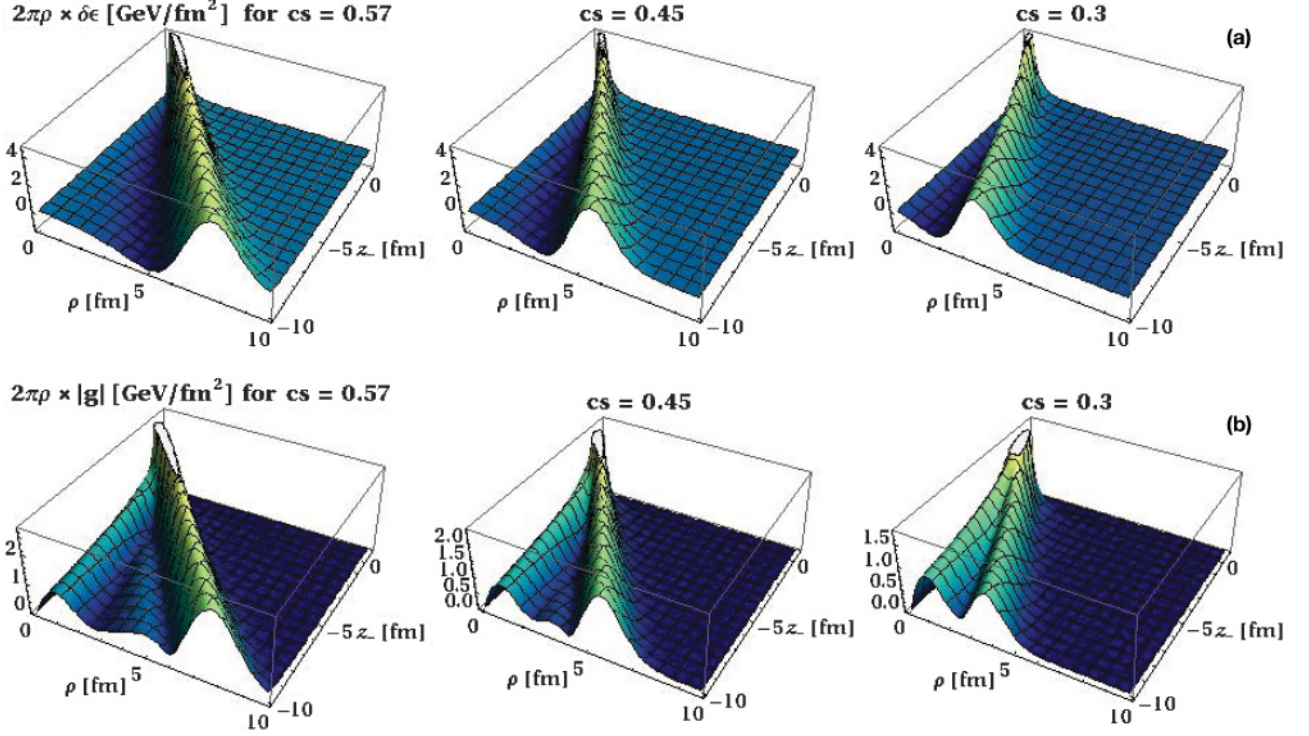 2πρ × δϵ [GeV/fm²] for cs = 0.57
cs = 0.45
cs = 0.3
(a)
4
2
0
0
5
10
ρ [fm]
0
−5
−10
z₋ [fm]
4
2
0
0
5
10
ρ [fm]
0
−5
−10
z₋ [fm]
4
2
0
0
5
10
ρ [fm]
0
−5
−10
z₋ [fm]
2πρ × |g| [GeV/fm²] for cs = 0.57
cs = 0.45
cs = 0.3
(b)
2
1
0
0
5
10
ρ [fm]
0
−5
−10
z₋ [fm]
2.0
1.5
1.0
0.5
0.0
0
5
10
ρ [fm]
0
−5
−10
z₋ [fm]
1.5
1.0
0.5
0.0
0
5
10
ρ [fm]
0
−5
−10
z₋ [fm]